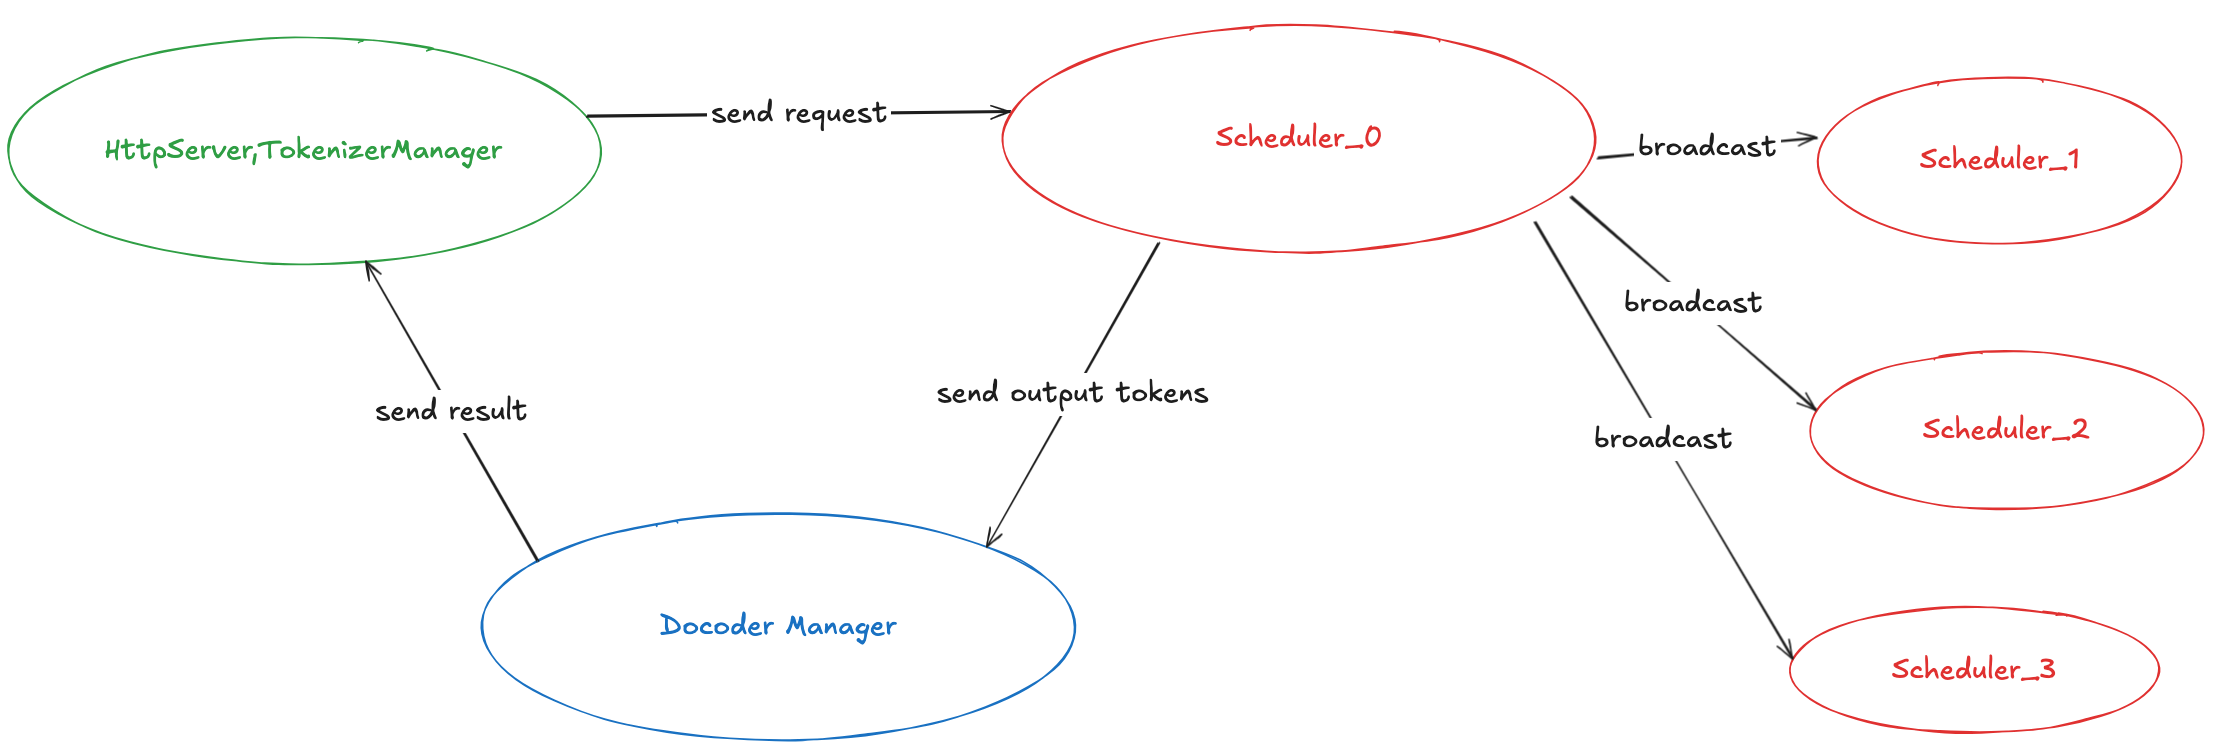 HttpServer,TokenizerManager
send request
Scheduler_0
broadcast
Scheduler_1
broadcast
Scheduler_2
broadcast
Scheduler_3
send output tokens
send result
Docoder Manager